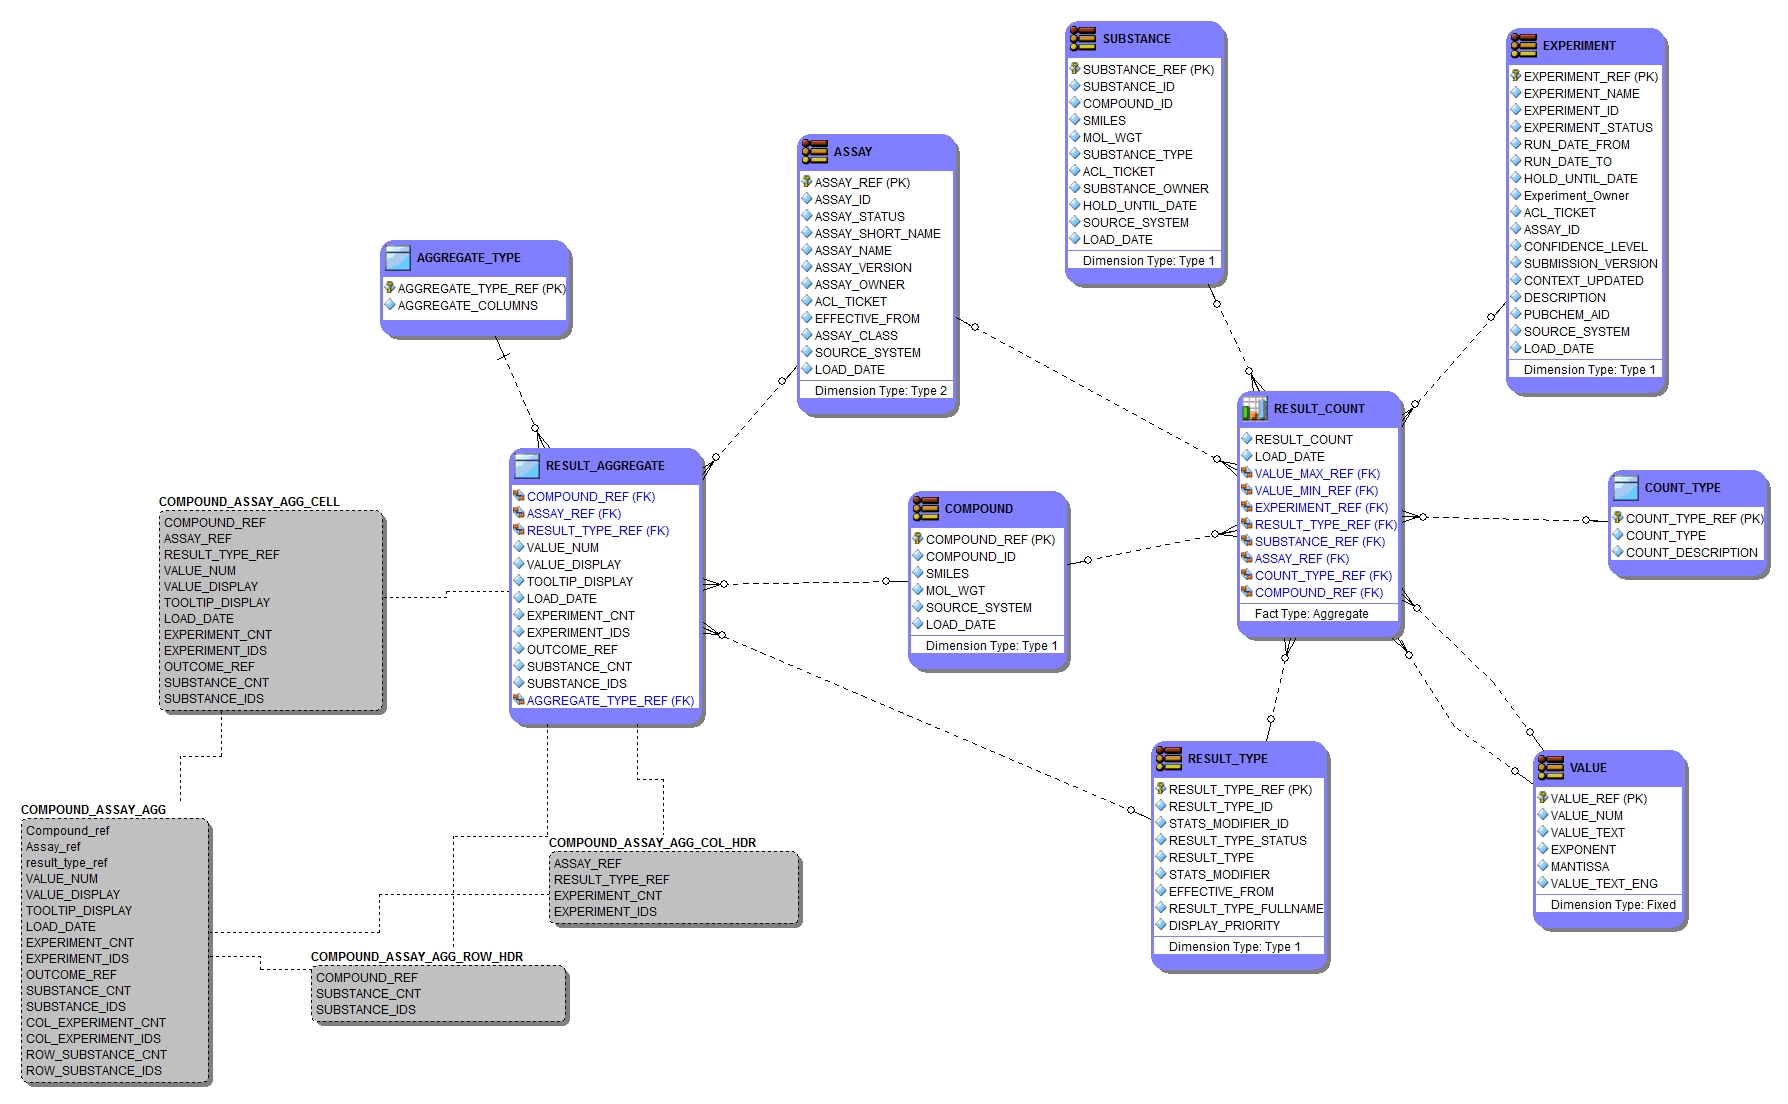 SUBSTANCE
SUBSTANCE_REF (PK)
SUBSTANCE_ID
COMPOUND_ID
SMILES
MOL_WGT
SUBSTANCE_TYPE
ACL_TICKET
SUBSTANCE_OWNER
HOLD_UNTIL_DATE
SOURCE_SYSTEM
LOAD_DATE
Dimension Type: Type 1
EXPERIMENT
EXPERIMENT_REF (PK)
EXPERIMENT_NAME
EXPERIMENT_ID
EXPERIMENT_STATUS
RUN_DATE_FROM
RUN_DATE_TO
HOLD_UNTIL_DATE
Experiment_Owner
ACL_TICKET
ASSAY_ID
CONFIDENCE_LEVEL
SUBMISSION_VERSION
CONTEXT_UPDATED
DESCRIPTION
PUBCHEM_AID
SOURCE_SYSTEM
LOAD_DATE
Dimension Type: Type 1
ASSAY
ASSAY_REF (PK)
ASSAY_ID
ASSAY_STATUS
ASSAY_SHORT_NAME
ASSAY_NAME
ASSAY_VERSION
ASSAY_OWNER
ACL_TICKET
EFFECTIVE_FROM
ASSAY_CLASS
SOURCE_SYSTEM
LOAD_DATE
Dimension Type: Type 2
AGGREGATE_TYPE
AGGREGATE_TYPE_REF (PK)
AGGREGATE_COLUMNS
RESULT_COUNT
RESULT_COUNT
LOAD_DATE
VALUE_MAX_REF (FK)
VALUE_MIN_REF (FK)
EXPERIMENT_REF (FK)
RESULT_TYPE_REF (FK)
SUBSTANCE_REF (FK)
ASSAY_REF (FK)
COUNT_TYPE_REF (FK)
COMPOUND_REF (FK)
Fact Type: Aggregate
RESULT_AGGREGATE
COMPOUND_REF (FK)
ASSAY_REF (FK)
RESULT_TYPE_REF (FK)
VALUE_NUM
VALUE_DISPLAY
TOOLTIP_DISPLAY
LOAD_DATE
EXPERIMENT_CNT
EXPERIMENT_IDS
OUTCOME_REF
SUBSTANCE_CNT
SUBSTANCE_IDS
AGGREGATE_TYPE_REF (FK)
COUNT_TYPE
COUNT_TYPE_REF (PK)
COUNT_TYPE
COUNT_DESCRIPTION
COMPOUND
COMPOUND_REF (PK)
COMPOUND_ID
SMILES
MOL_WGT
SOURCE_SYSTEM
LOAD_DATE
Dimension Type: Type 1
COMPOUND_ASSAY_AGG_CELL
COMPOUND_REF
ASSAY_REF
RESULT_TYPE_REF
VALUE_NUM
VALUE_DISPLAY
TOOLTIP_DISPLAY
LOAD_DATE
EXPERIMENT_CNT
EXPERIMENT_IDS
OUTCOME_REF
SUBSTANCE_CNT
SUBSTANCE_IDS
RESULT_TYPE
RESULT_TYPE_REF (PK)
RESULT_TYPE_ID
STATS_MODIFIER_ID
RESULT_TYPE_STATUS
RESULT_TYPE
STATS_MODIFIER
EFFECTIVE_FROM
RESULT_TYPE_FULLNAME
DISPLAY_PRIORITY
Dimension Type: Type 1
VALUE
VALUE_REF (PK)
VALUE_NUM
VALUE_TEXT
EXPONENT
MANTISSA
VALUE_TEXT_ENG
Dimension Type: Fixed
COMPOUND_ASSAY_AGG
Compound_ref
Assay_ref
result_type_ref
VALUE_NUM
VALUE_DISPLAY
TOOLTIP_DISPLAY
LOAD_DATE
EXPERIMENT_CNT
EXPERIMENT_IDS
OUTCOME_REF
SUBSTANCE_CNT
SUBSTANCE_IDS
COL_EXPERIMENT_CNT
COL_EXPERIMENT_IDS
ROW_SUBSTANCE_CNT
ROW_SUBSTANCE_IDS
COMPOUND_ASSAY_AGG_COL_HDR
ASSAY_REF
RESULT_TYPE_REF
EXPERIMENT_CNT
EXPERIMENT_IDS
COMPOUND_ASSAY_AGG_ROW_HDR
COMPOUND_REF
SUBSTANCE_CNT
SUBSTANCE_IDS